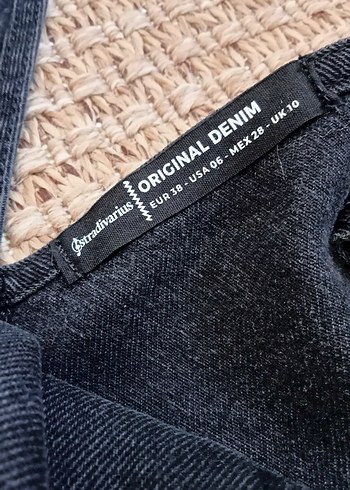 Stradivarius
ORIGINAL DENIM
EUR 38 - USA 06 - MEX 28 - UK 10